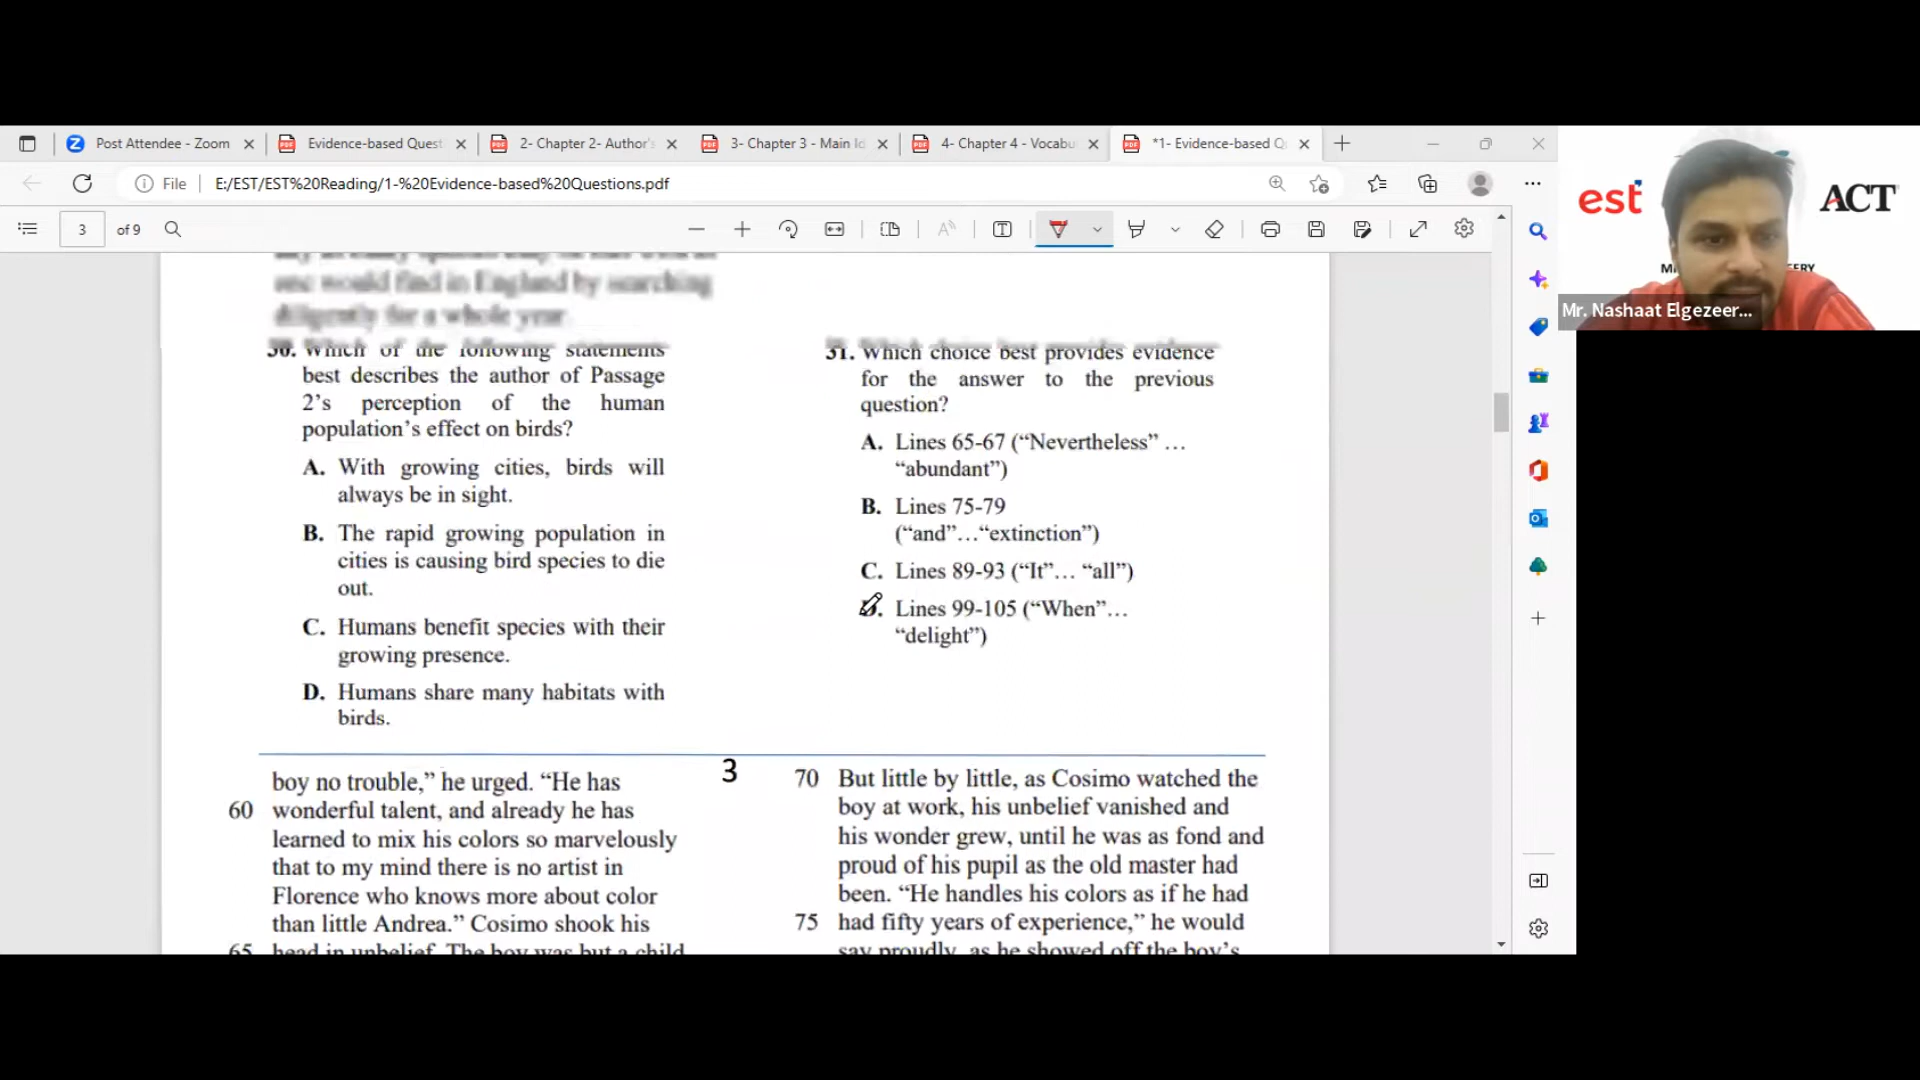 Post Attendee - Zoom
Evidence-based Quest
2- Chapter 2- Author's
3- Chapter 3 - Main Id
4- Chapter 4 - Vocabu
*1- Evidence-based Q
File
E:/EST/EST%20Reading/1-%20Evidence-based%20Questions.pdf
3 of 9
est
ACT
Mr. Nashaat Elgezeer...
one would find in England by searching
diligently for a whole year.
30. Which of the following statements
best describes the author of Passage
2's perception of the human
population's effect on birds?
A. With growing cities, birds will
always be in sight.
B. The rapid growing population in
cities is causing bird species to die
out.
C. Humans benefit species with their
growing presence.
D. Humans share many habitats with
birds.
31. Which choice best provides evidence
for the answer to the previous
question?
A. Lines 65-67 (“Nevertheless” …
“abundant”)
B. Lines 75-79
(“and”…“extinction”)
C. Lines 89-93 (“It”… “all”)
Lines 99-105 (“When”…
“delight”)
3
boy no trouble,” he urged. “He has
60 wonderful talent, and already he has
learned to mix his colors so marvelously
that to my mind there is no artist in
Florence who knows more about color
than little Andrea.” Cosimo shook his
65 head in unbelief. The boy was but a child
70 But little by little, as Cosimo watched the
boy at work, his unbelief vanished and
his wonder grew, until he was as fond and
proud of his pupil as the old master had
been. “He handles his colors as if he had
75 had fifty years of experience,” he would
say proudly, as he showed off the boy's